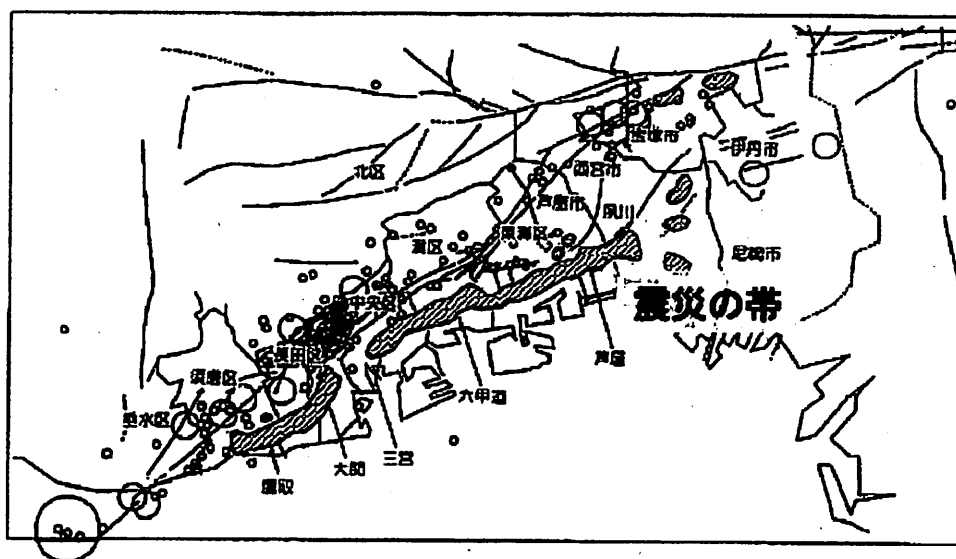 宝塚市
伊丹市
北区
西宮市
芦屋市
夙川
東灘区
灘区
尼崎市
中央区
震災の帯
長田区
芦屋
須磨区
六甲道
垂水区
三宮
大開
鷹取